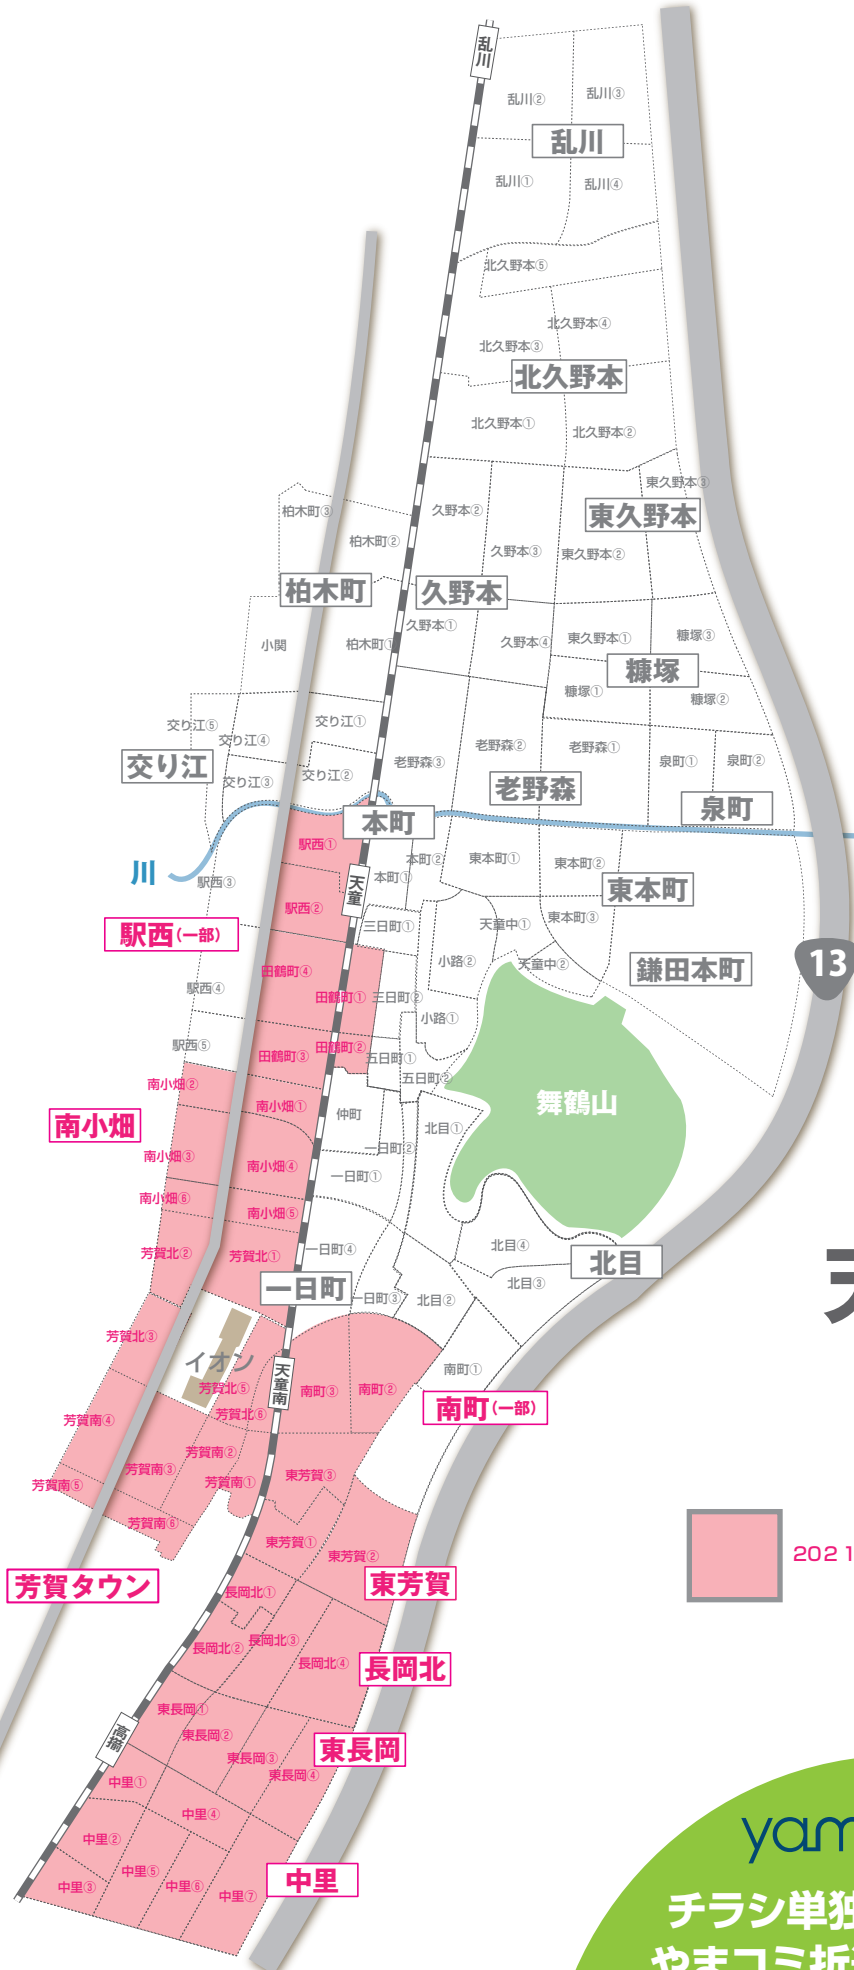 乱川
乱川②
乱川③
乱川
乱川①
乱川④
北久野本⑤
北久野本④
北久野本③
北久野本
北久野本①
北久野本②
東久野本③
柏木町③
久野本②
東久野本
柏木町②
久野本③
東久野本②
柏木町
久野本
久野本①
小関
柏木町①
久野本④
東久野本①
糠塚③
糠塚
糠塚①
糠塚②
交り江⑤
交り江④
交り江①
老野森②
老野森①
交り江
交り江③
交り江②
老野森③
泉町①
泉町②
老野森
泉町
本町
駅西①
川
駅西③
本町②
本町①
天童
東本町①
東本町②
東本町
駅西②
駅西(一部)
三日町①
天童中①
東本町③
小路②
天童中②
鎌田本町
13
田鶴町④
駅西④
田鶴町①
三日町②
小路①
駅西⑤
田鶴町③
田鶴町②
五日町①
五日町②
南小畑②
南小畑①
舞鶴山
南小畑
仲町
北目①
一日町②
南小畑③
南小畑④
一日町①
南小畑⑥
南小畑⑤
芳賀北②
芳賀北①
一日町④
北目④
北目
一日町
北目③
一日町③
北目②
芳賀北③
イオン
天童南
芳賀北⑤
南町③
南町②
南町①
南町(一部)
芳賀北⑥
芳賀南④
芳賀南②
芳賀南③
芳賀南①
芳賀南⑤
東芳賀③
芳賀南⑥
東芳賀①
東芳賀②
2021
芳賀タウン
東芳賀
長岡北①
長岡北②
長岡北③
長岡北④
長岡北
東長岡①
東長岡②
東長岡③
東長岡④
東長岡
高擶
中里①
中里④
中里②
中里⑤
中里③
中里⑥
中里⑦
中里
yam
チラシ単独
やまコミ折